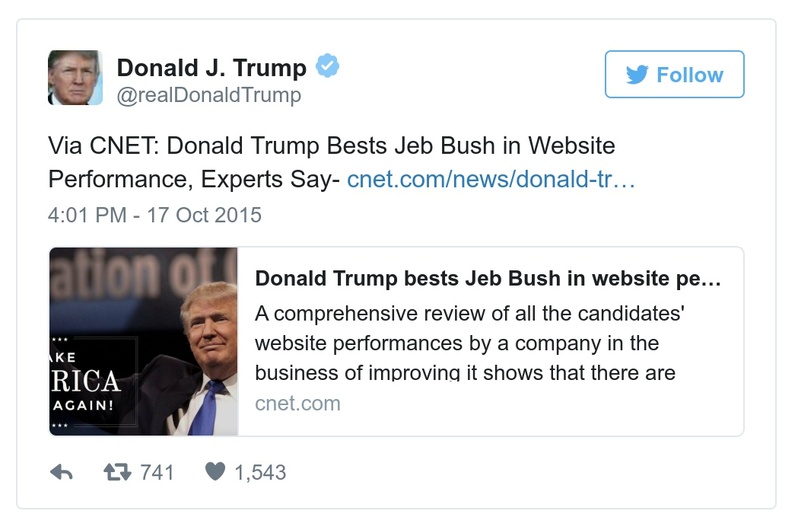 Donald J. Trump
@realDonaldTrump
Follow
Via CNET: Donald Trump Bests Jeb Bush in Website
Performance, Experts Say- cnet.com/news/donald-tr…
4:01 PM - 17 Oct 2015
ation of
AKE
RICA
AGAIN!
Donald Trump bests Jeb Bush in website pe…
A comprehensive review of all the candidates'
website performances by a company in the
business of improving it shows that there are
cnet.com
741
1,543